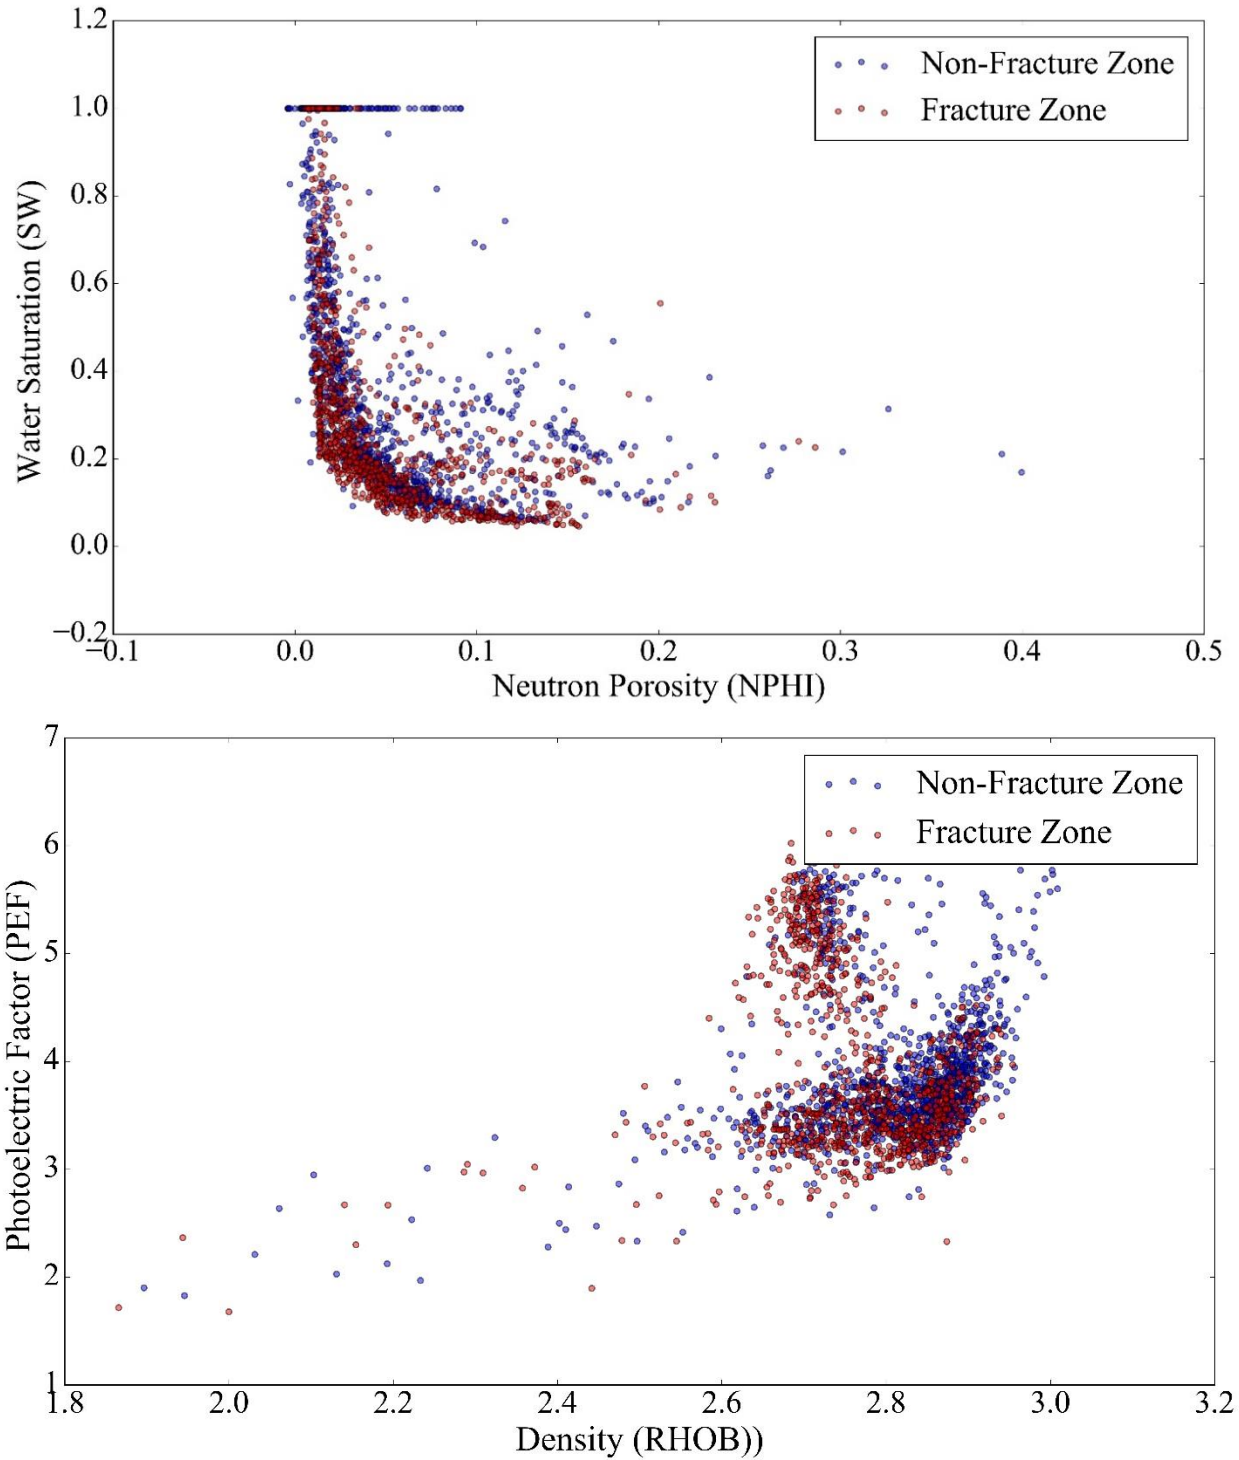 1.2
1.0
0.8
0.6
0.4
0.2
0.0
−0.2
Water Saturation (SW)
Non-Fracture Zone
Fracture Zone
−0.1 0.0 0.1 0.2 0.3 0.4 0.5
Neutron Porosity (NPHI)
7
6
5
4
3
2
1
Photoelectric Factor (PEF)
Non-Fracture Zone
Fracture Zone
1.8 2.0 2.2 2.4 2.6 2.8 3.0 3.2
Density (RHOB))